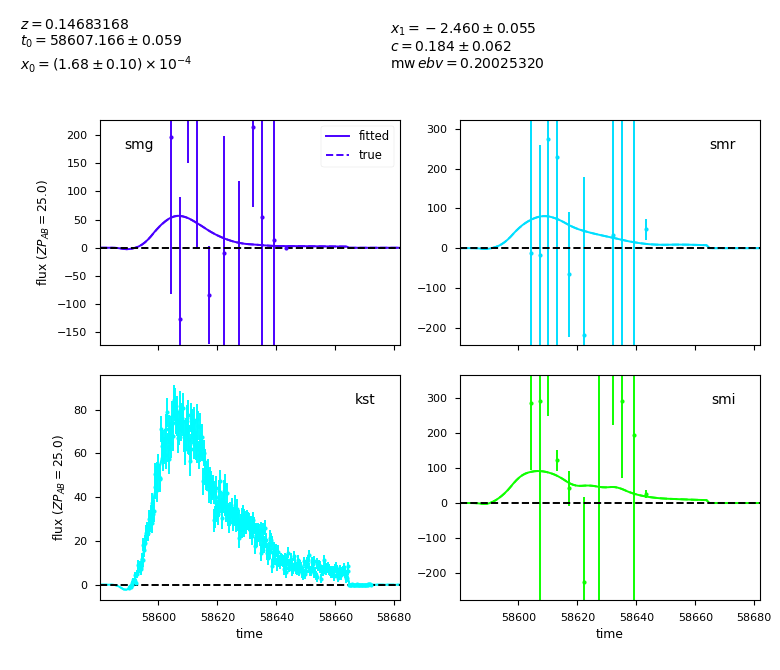 z = 0.14683168
t₀ = 58607.166 ± 0.059
x₀ = (1.68 ± 0.10) × 10⁻⁴
x₁ = −2.460 ± 0.055
c = 0.184 ± 0.062
mw ebv = 0.20025320
smg
fitted
true
200
150
100
50
0
−50
−100
−150
flux (ZP_AB = 25.0)
smr
300
200
100
0
−100
−200
kst
80
60
40
20
0
flux (ZP_AB = 25.0)
58600
58620
58640
58660
58680
time
smi
300
200
100
0
−100
−200
58600
58620
58640
58660
58680
time